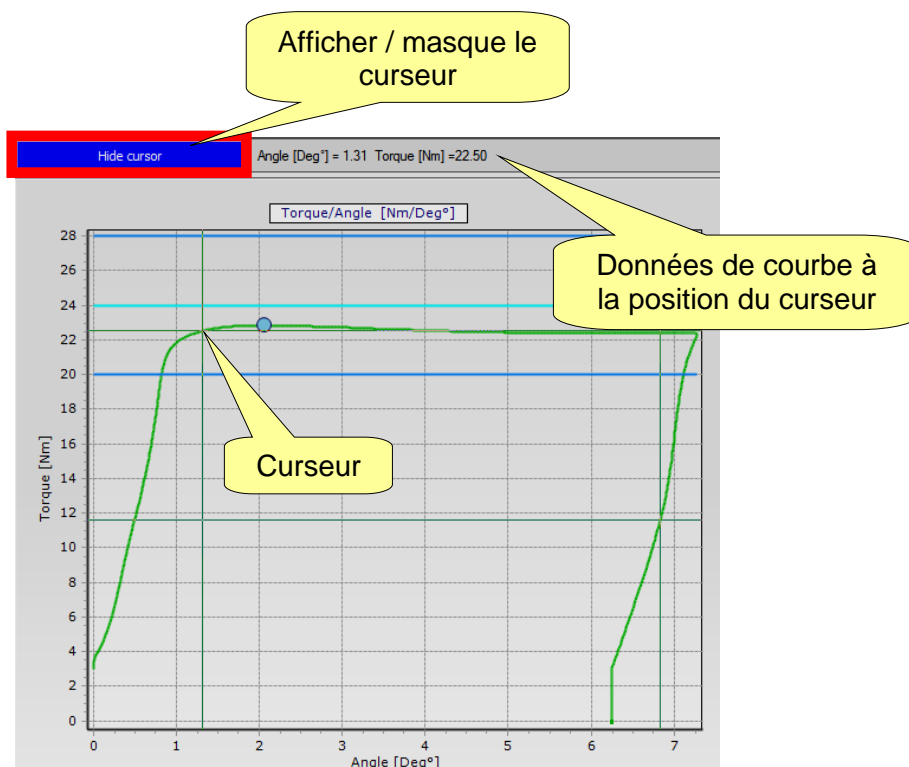 Afficher / masque le
curseur
Hide cursor
Angle [Deg°] = 1.31 Torque [Nm] =22.50
Torque/Angle [Nm/Deg°]
Données de courbe à
la position du curseur
Curseur
Torque [Nm]
28
26
24
22
20
18
16
14
12
10
8
6
4
2
0
0 1 2 3 4 5 6 7
Angle [Deg°]